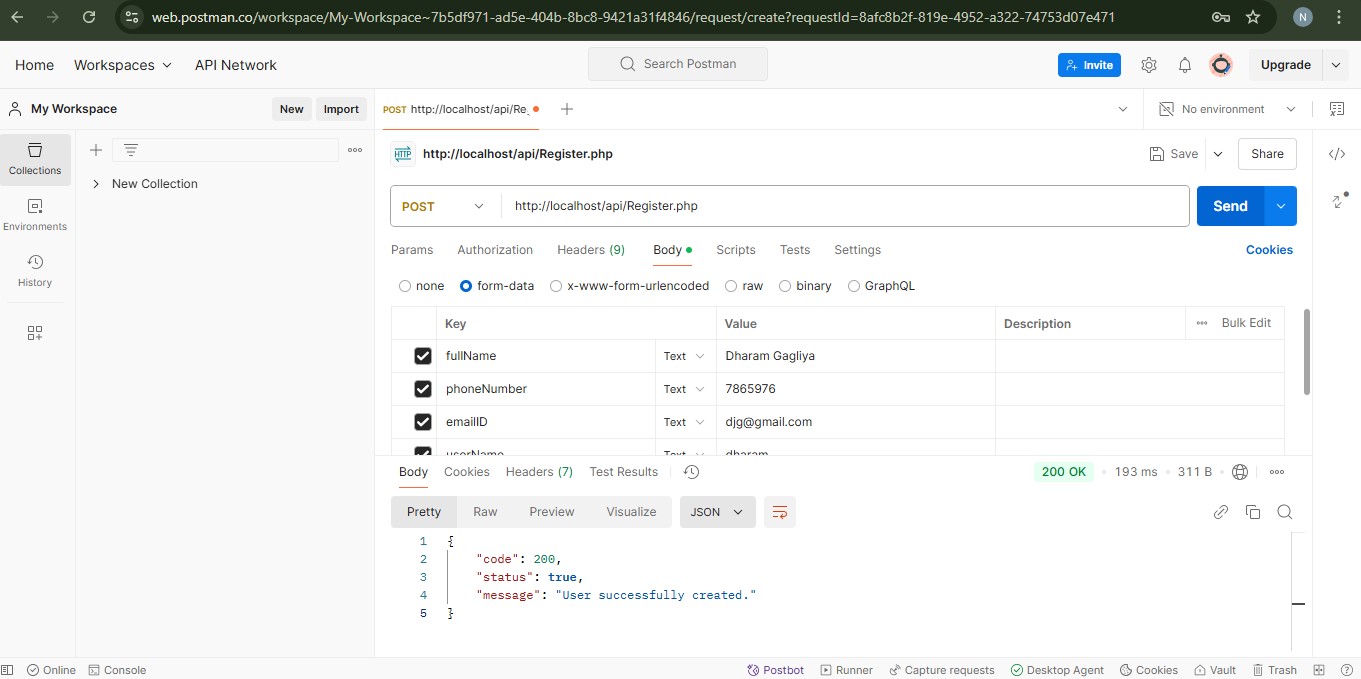 web.postman.co/workspace/My-Workspace~7b5df971-ad5e-404b-8bc8-9421a31f4846/request/create?requestId=8afc8b2f-819e-4952-a322-74753d07e471
N
Home Workspaces API Network Search Postman Invite Upgrade
My Workspace New Import POST http://localhost/api/Re No environment
Collections
Environments
History
New Collection
HTTP http://localhost/api/Register.php Save Share
POST http://localhost/api/Register.php Send
Params Authorization Headers (9) Body Scripts Tests Settings Cookies
none form-data x-www-form-urlencoded raw binary GraphQL
Key Value Description Bulk Edit
fullName Text Dharam Gagliya
phoneNumber Text 7865976
emailID Text djg@gmail.com
userName Text dharam
Body Cookies Headers (7) Test Results 200 OK 193 ms 311 B
Pretty Raw Preview Visualize JSON
1 {
2 "code": 200,
3 "status": true,
4 "message": "User successfully created."
5 }
Online Console Postbot Runner Capture requests Desktop Agent Cookies Vault Trash